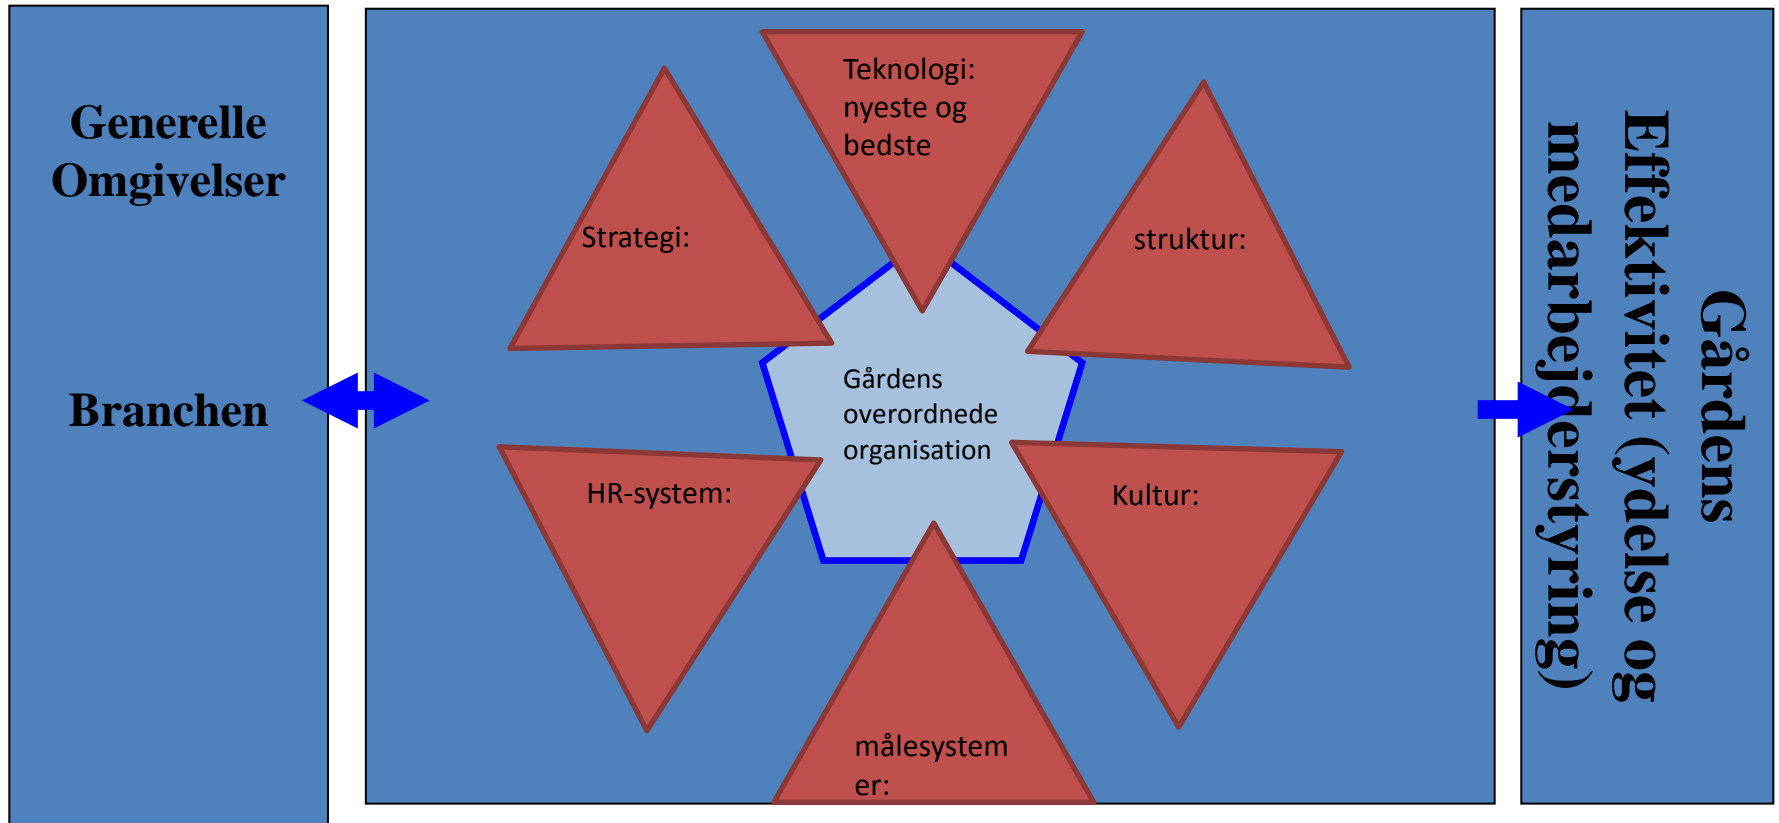 Generelle
Omgivelser
Branchen
Teknologi:
nyeste og
bedste
Strategi:
struktur:
Gårdens
overordnede
organisation
HR-system:
Kultur:
målesystem
er:
Gårdens
Effektivitet (ydelse og
medarbejderstyring)